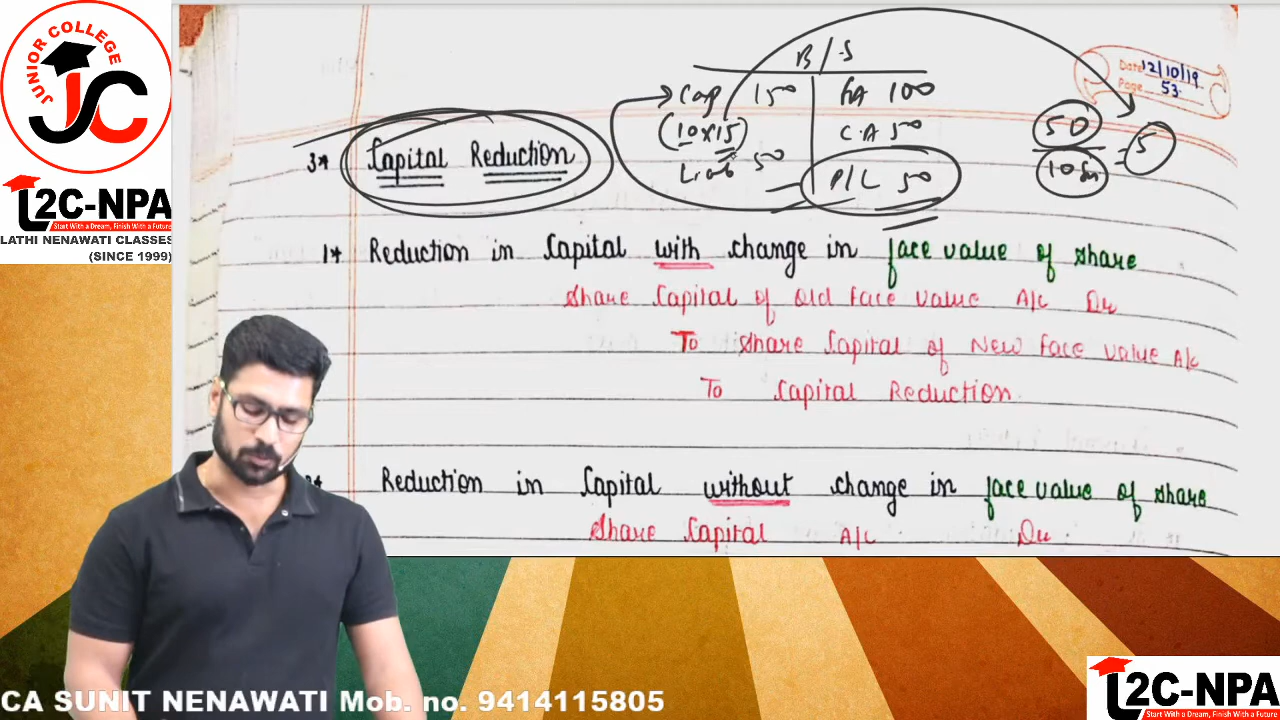 JUNIOR COLLEGE
JC
L2C-NPA
Start With a Dream, Finish With a Future
LATHI NENAWATI CLASSES
(SINCE 1999)
B/S
Date 12/10/19
Page 53
Cap 150 FA 100
(10x15) C.A 50
Liab 50 P/L 50
50
10 = 5
3* Capital Reduction
1* Reduction in Capital with change in face value of share
Share Capital of Old Face Value A/c Dr
To Share Capital of New Face Value A/c
To Capital Reduction
Reduction in Capital without change in face value of share
Share Capital A/c Dr
CA SUNIT NENAWATI Mob. no. 9414115805
L2C-NPA
Start With a Dream, Finish With a Future